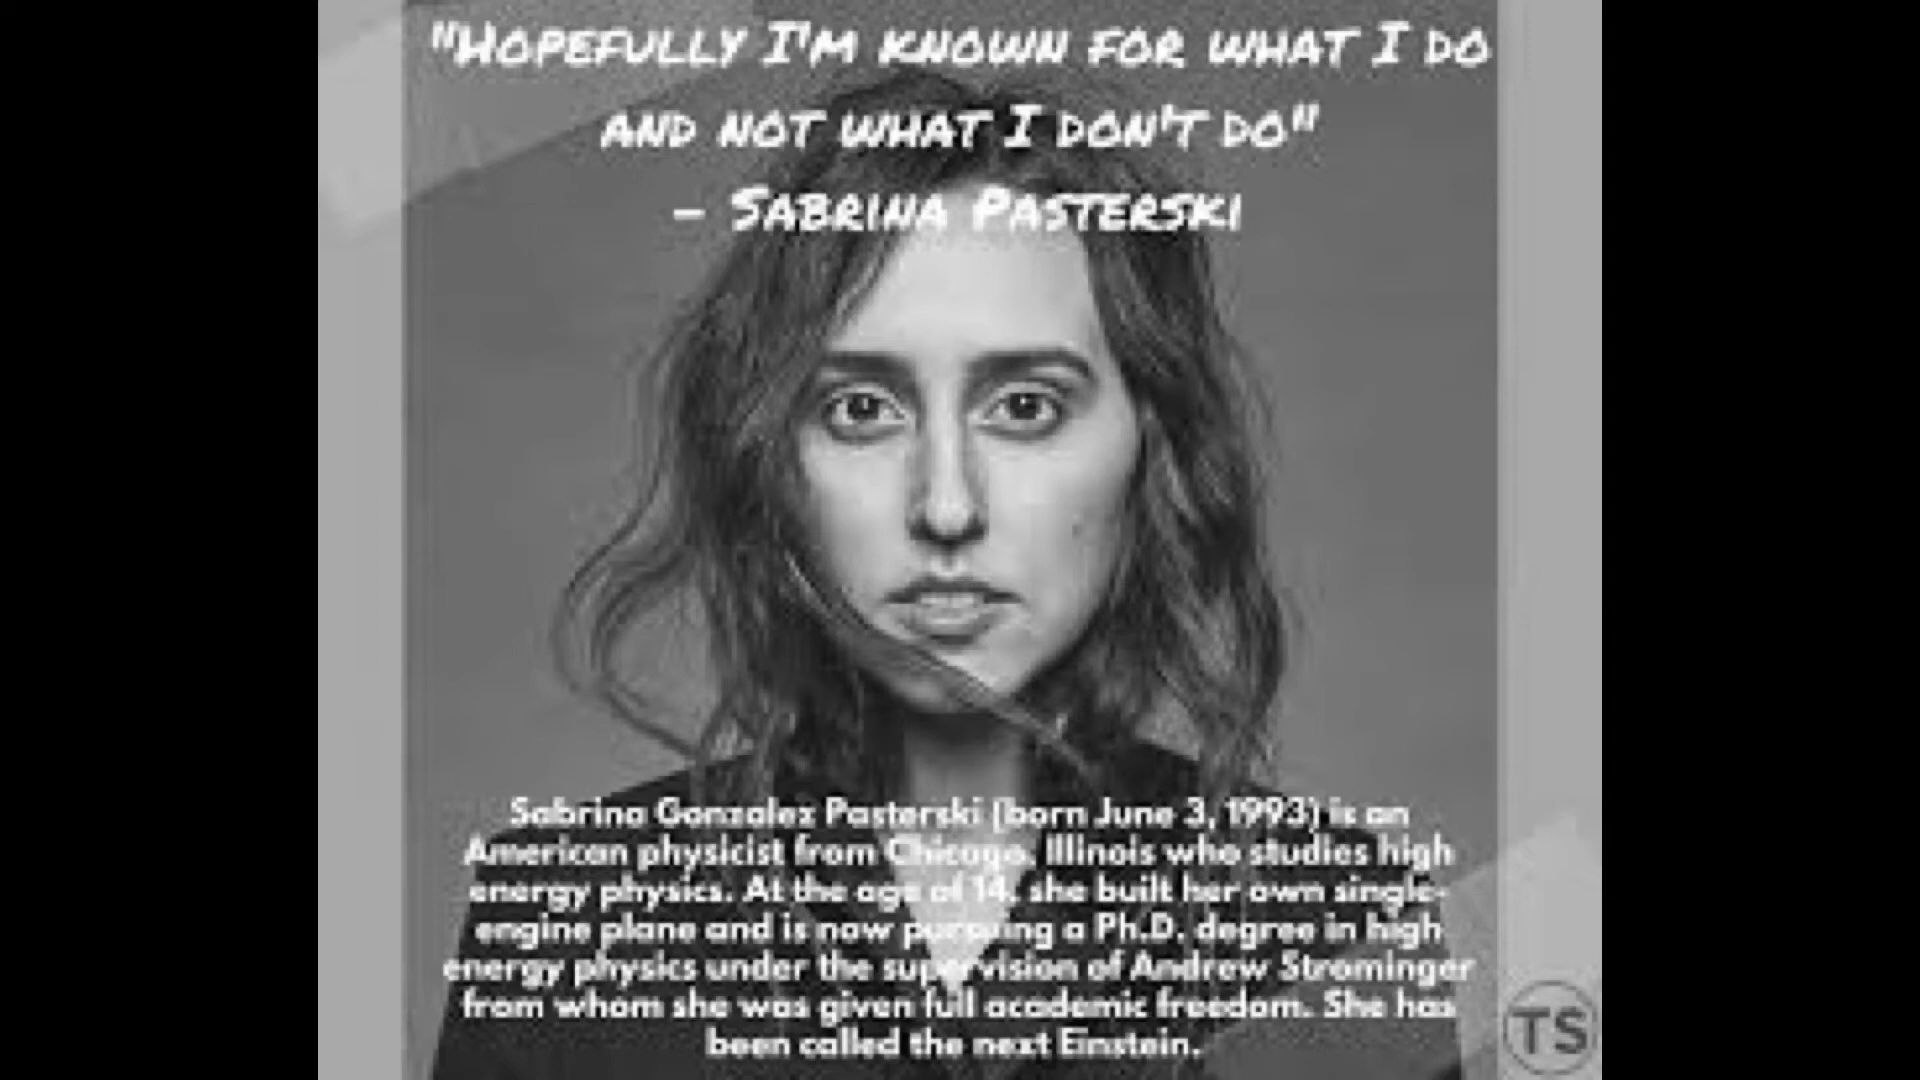 "Hopefully I'm known for what I do
and not what I don't do"
- Sabrina Pasterski
Sabrina Gonzalez Pasterski (born June 3, 1993) is an
American physicist from Chicago, Illinois who studies high
energy physics. At the age of 14, she built her own single-
engine plane and is now pursuing a Ph.D. degree in high
energy physics under the supervision of Andrew Strominger
from whom she was given full academic freedom. She has
been called the next Einstein.
TS